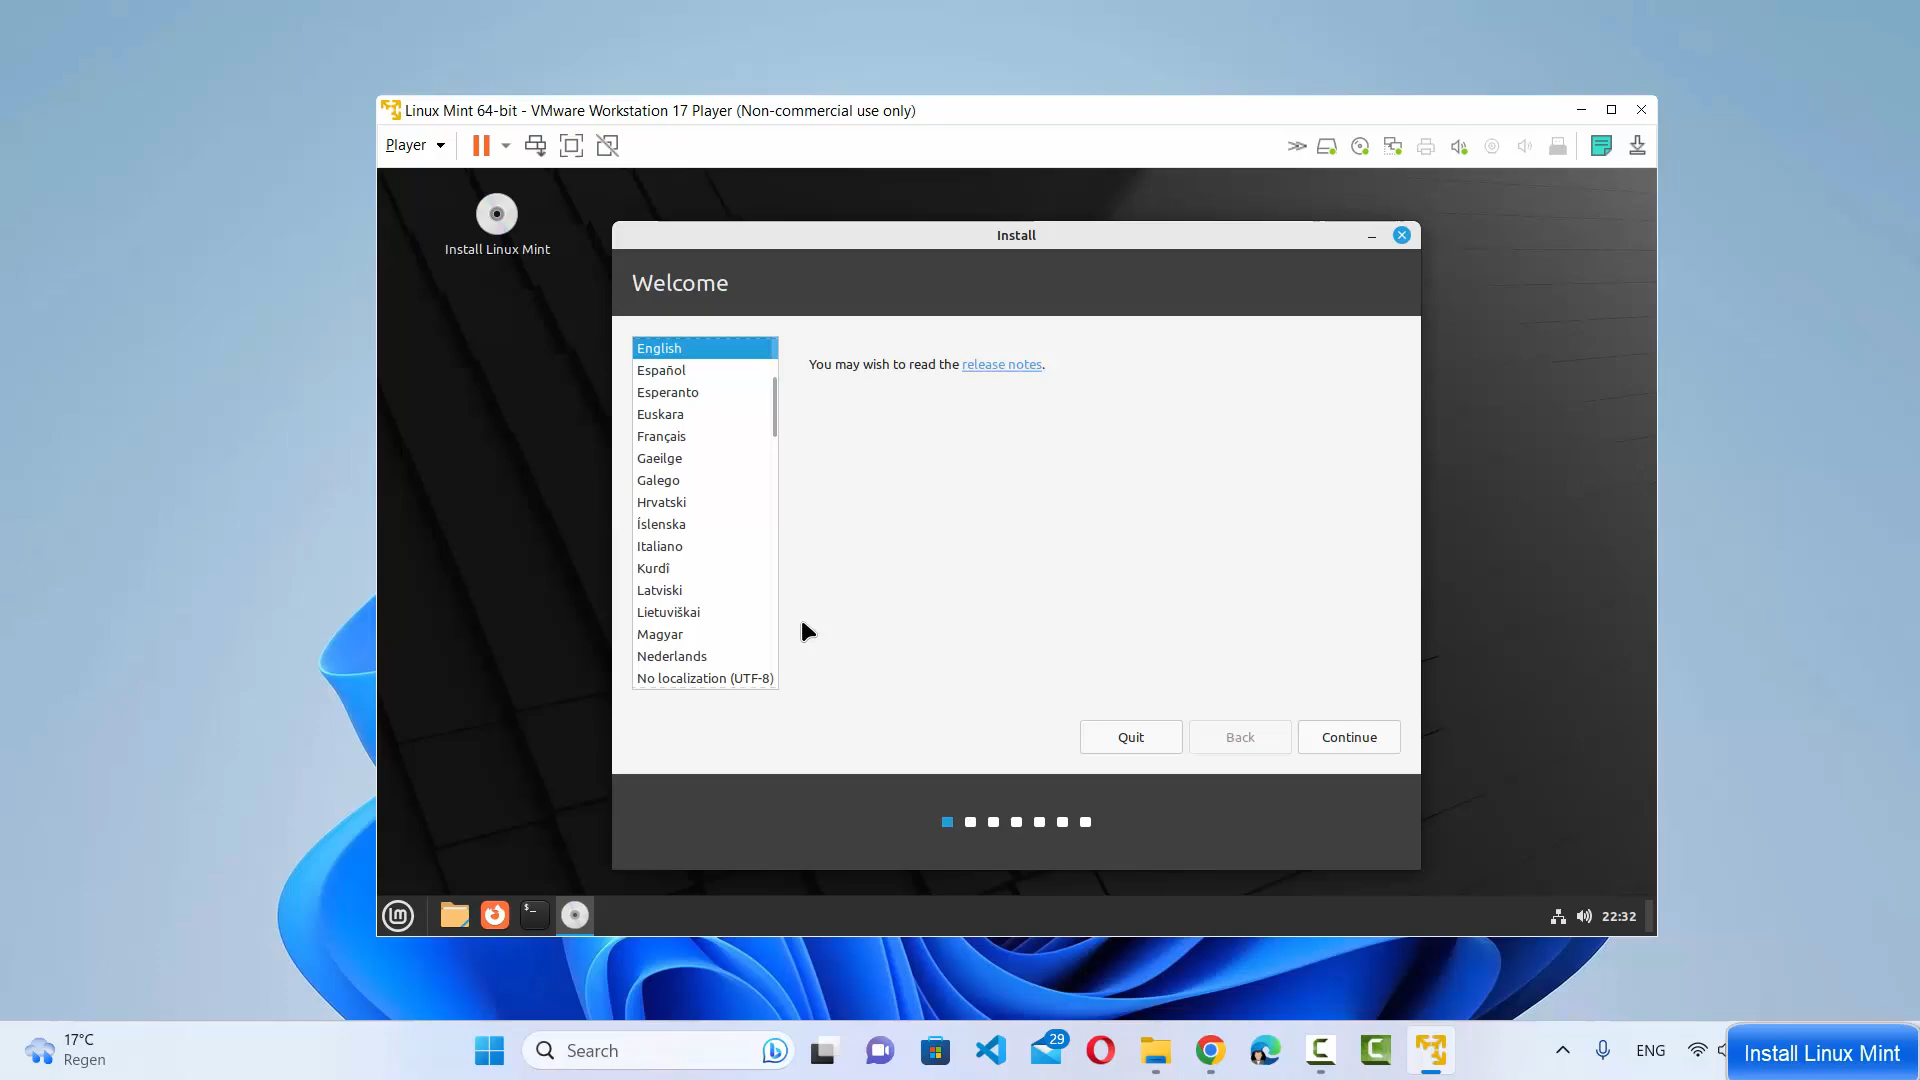 Linux Mint 64-bit - VMware Workstation 17 Player (Non-commercial use only)
Player
Install Linux Mint
Install
Welcome
English
Español
Esperanto
Euskara
Français
Gaeilge
Galego
Hrvatski
Íslenska
Italiano
Kurdî
Latviski
Lietuviškai
Magyar
Nederlands
No localization (UTF-8)
You may wish to read the release notes.
Quit
Back
Continue
22:32
17°C
Regen
Search
29
ENG
Install Linux Mint